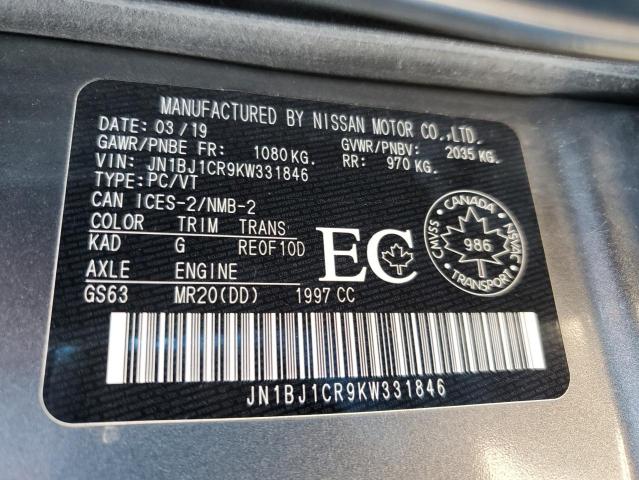 MANUFACTURED BY NISSAN MOTOR CO.,LTD.
DATE: 03/19
GAWR/PNBE FR: 1080 KG. GVWR/PNBV: 2035 KG.
RR: 970 KG.
VIN: JN1BJ1CR9KW331846
TYPE: PC/VT
CAN ICES-2/NMB-2
COLOR TRIM TRANS
KAD G RE0F10D
AXLE ENGINE
GS63 MR20(DD) 1997 CC
EC
CANADA
CMVSS 986 NSVAC
TRANSPORT
JN1BJ1CR9KW331846